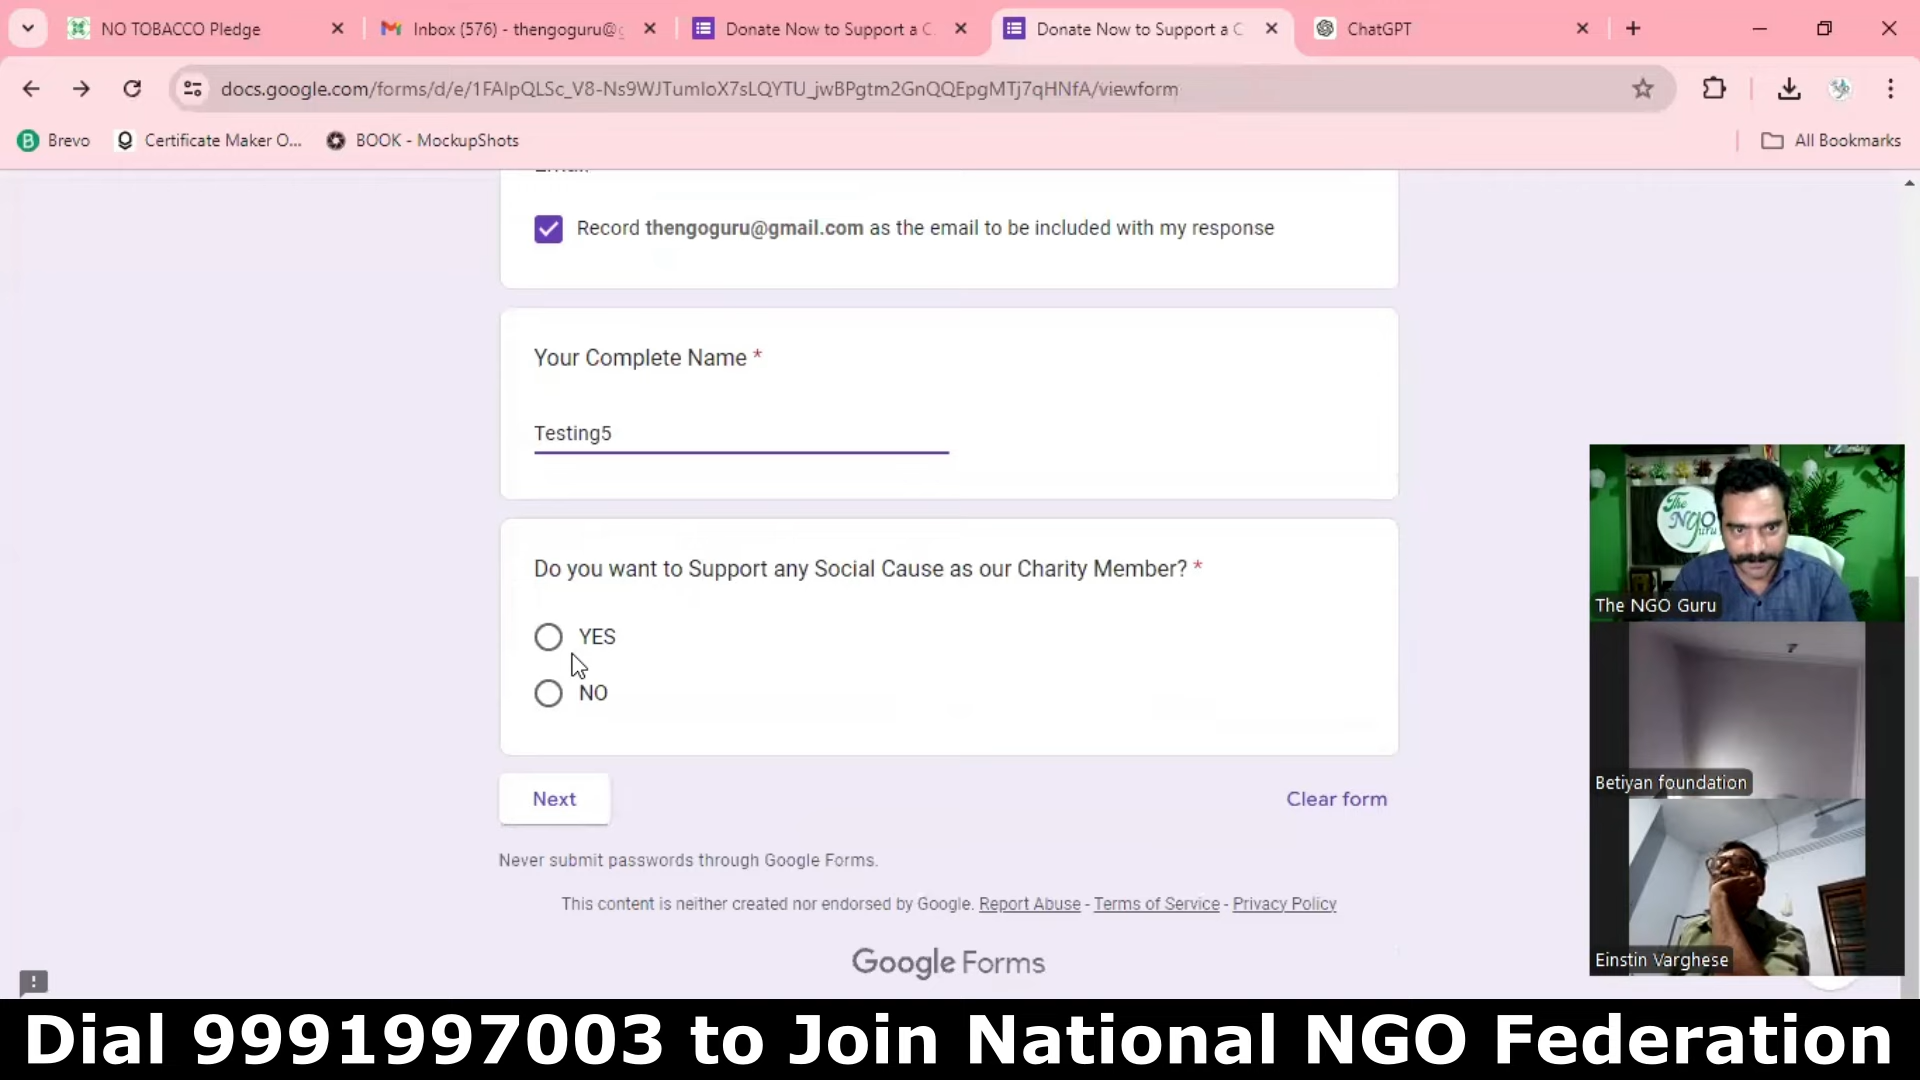 NO TOBACCO Pledge
Inbox (576) - thengoguru@g
Donate Now to Support a C
Donate Now to Support a C
ChatGPT
docs.google.com/forms/d/e/1FAIpQLSc_V8-Ns9WJTumIoX7sLQYTU_jwBPgtm2GnQQEpgMTj7qHNfA/viewform
Brevo
Certificate Maker O...
BOOK - MockupShots
All Bookmarks
Email
Record thengoguru@gmail.com as the email to be included with my response
Your Complete Name *
Testing5
Do you want to Support any Social Cause as our Charity Member? *
YES
NO
Next
Clear form
Never submit passwords through Google Forms.
This content is neither created nor endorsed by Google. Report Abuse - Terms of Service - Privacy Policy
Google Forms
The NGO Guru
The NGO Guru
Betiyan foundation
Einstin Varghese
Dial 9991997003 to Join National NGO Federation